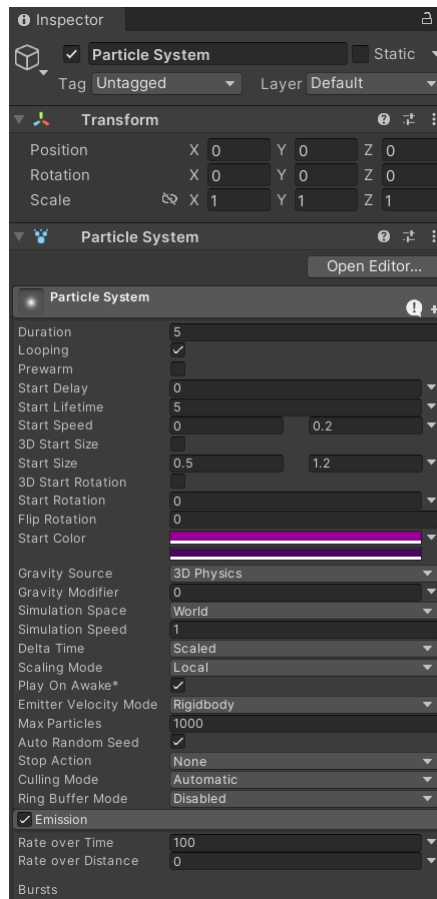 Inspector
Particle System Static
Tag Untagged Layer Default
Transform
Position X 0 Y 0 Z 0
Rotation X 0 Y 0 Z 0
Scale X 1 Y 1 Z 1
Particle System
Open Editor...
Particle System
Duration 5
Looping
Prewarm
Start Delay 0
Start Lifetime 5
Start Speed 0 0.2
3D Start Size
Start Size 0.5 1.2
3D Start Rotation
Start Rotation 0
Flip Rotation 0
Start Color
Gravity Source 3D Physics
Gravity Modifier 0
Simulation Space World
Simulation Speed 1
Delta Time Scaled
Scaling Mode Local
Play On Awake*
Emitter Velocity Mode Rigidbody
Max Particles 1000
Auto Random Seed
Stop Action None
Culling Mode Automatic
Ring Buffer Mode Disabled
Emission
Rate over Time 100
Rate over Distance 0
Bursts